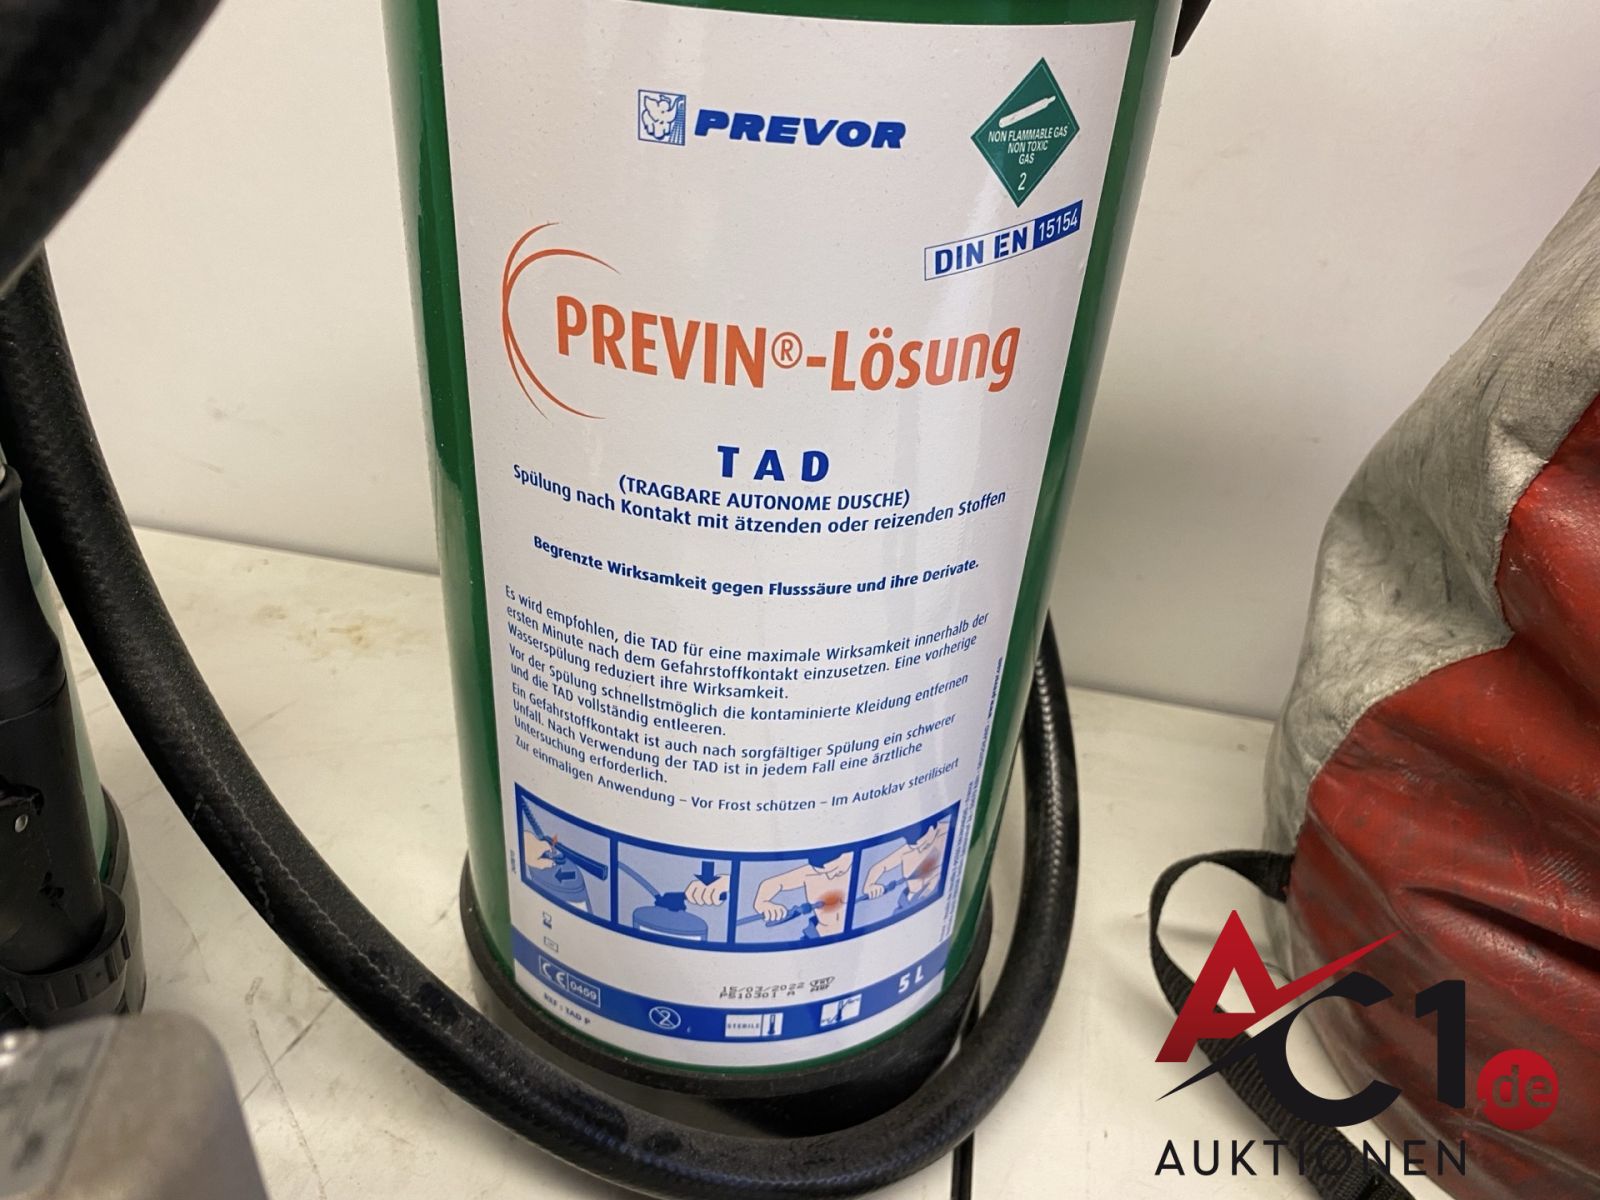 PREVOR
NON FLAMMABLE GAS
NON TOXIC
GAS
2
DIN EN 15154
PREVIN®-Lösung
TAD
(TRAGBARE AUTONOME DUSCHE)
Spülung nach Kontakt mit ätzenden oder reizenden Stoffen
Begrenzte Wirksamkeit gegen Flusssäure und ihre Derivate.
Es wird empfohlen, die TAD für eine maximale Wirksamkeit innerhalb der
ersten Minute nach dem Gefahrstoffkontakt einzusetzen. Eine vorherige
Wasserspülung reduziert ihre Wirksamkeit.
Vor der Spülung schnellstmöglich die kontaminierte Kleidung entfernen
und die TAD vollständig entleeren.
Ein Gefahrstoffkontakt ist auch nach sorgfältiger Spülung ein schwerer
Unfall. Nach Verwendung der TAD ist in jedem Fall eine ärztliche
Untersuchung erforderlich.
Zur einmaligen Anwendung – Vor Frost schützen – Im Autoklav sterilisiert
15/03/2022
PS10301 A
5 L
CE 0459
REF : TAD P
2
STERILE
AC1.de
AUKTIONEN